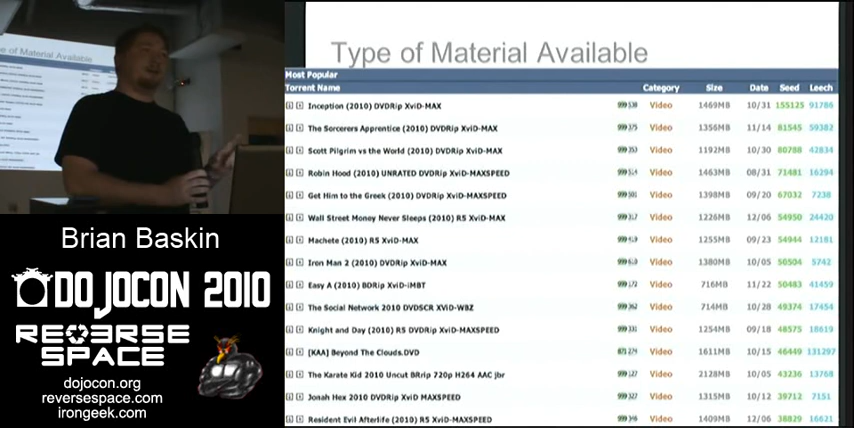 Type of Material Available
Most Popular
Torrent Name Category Size Date Seed Leech
Inception (2010) DVDRip XviD-MAX Video 1469MB 10/31 155125 91786
The Sorcerers Apprentice (2010) DVDRip XviD-MAX Video 1356MB 11/14 81545 59382
Scott Pilgrim vs the World (2010) DVDRip XviD-MAX Video 1192MB 10/30 80788 42834
Robin Hood (2010) UNRATED DVDRip XviD-MAXSPEED Video 1463MB 08/31 71481 16294
Get Him to the Greek (2010) DVDRip XviD-MAXSPEED Video 1398MB 09/20 67032 7238
Wall Street Money Never Sleeps (2010) R5 XviD-MAX Video 1226MB 12/06 54950 24420
Machete (2010) R5 XviD-MAX Video 1255MB 09/23 54944 12181
Iron Man 2 (2010) DVDRip XviD-MAX Video 1380MB 10/05 50504 5742
Easy A (2010) BDRip XviD-iMBT Video 716MB 11/22 50483 41459
The Social Network 2010 DVDSCR XViD-WBZ Video 714MB 10/28 49374 17454
Knight and Day (2010) R5 DVDRip XviD-MAXSPEED Video 1254MB 09/18 48575 18619
[KAA] Beyond The Clouds.DVD Video 1611MB 10/15 46449 131297
The Karate Kid 2010 Uncut BRrip 720p H264 AAC jbr Video 2128MB 10/05 43236 13768
Jonah Hex 2010 DVDRip XviD MAXSPEED Video 1315MB 10/12 39712 7151
Resident Evil Afterlife (2010) R5 XviD-MAXSPEED Video 1409MB 12/06 38829 16621
Brian Baskin
DOJOCON 2010
REVERSE
SPACE
dojocon.org
reversespace.com
irongeek.com